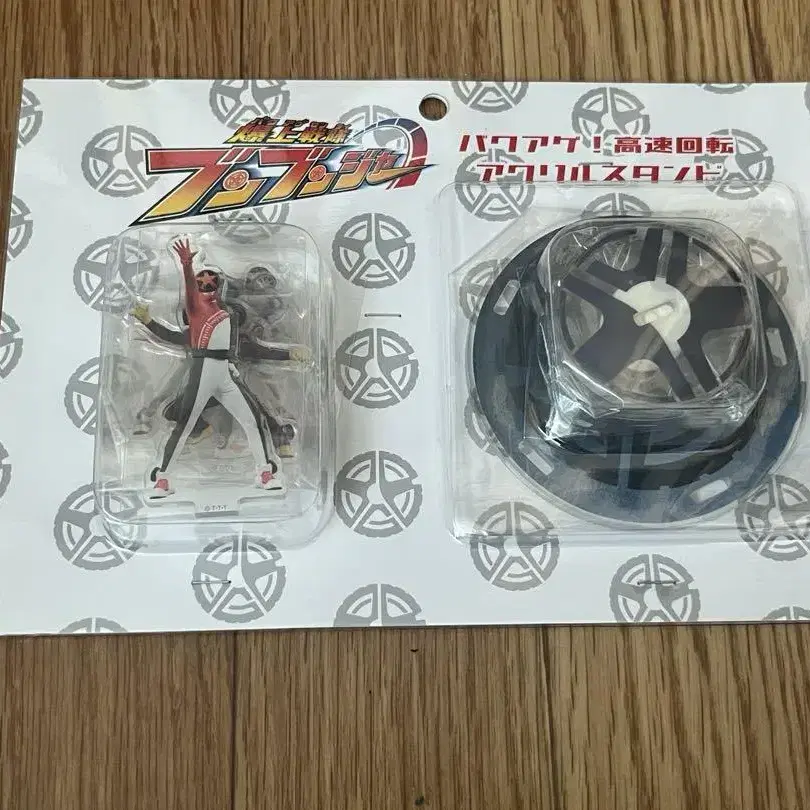 爆上戦隊
ブンブンジャー
バクアゲ！高速回転
アクリルスタンド